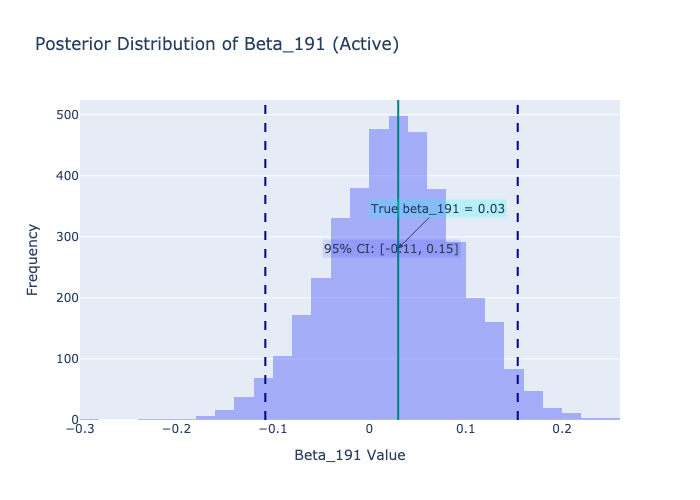 Posterior Distribution of Beta_191 (Active)
500
400
300
200
100
0
Frequency
True beta_191 = 0.03
95% CI: [-0.11, 0.15]
−0.3
−0.2
−0.1
0
0.1
0.2
Beta_191 Value